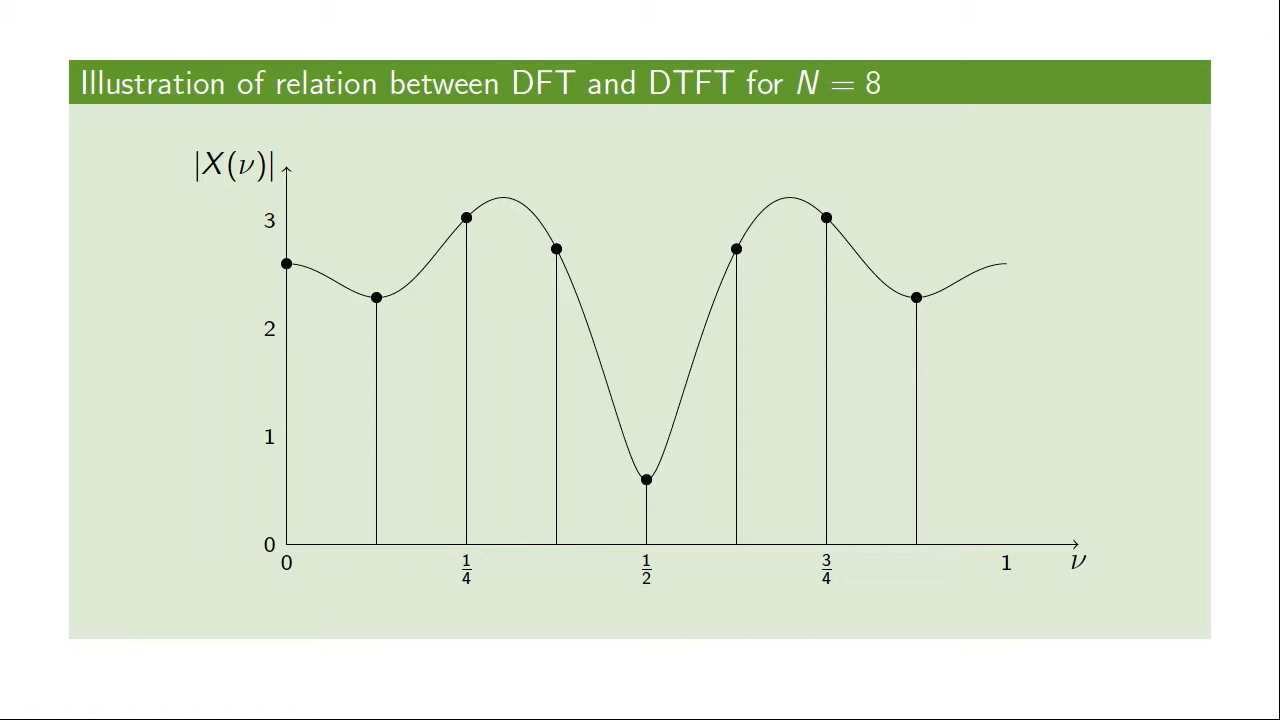 Illustration of relation between DFT and DTFT for N = 8
|X(ν)|
3
2
1
0
0 1/4 1/2 3/4 1 ν